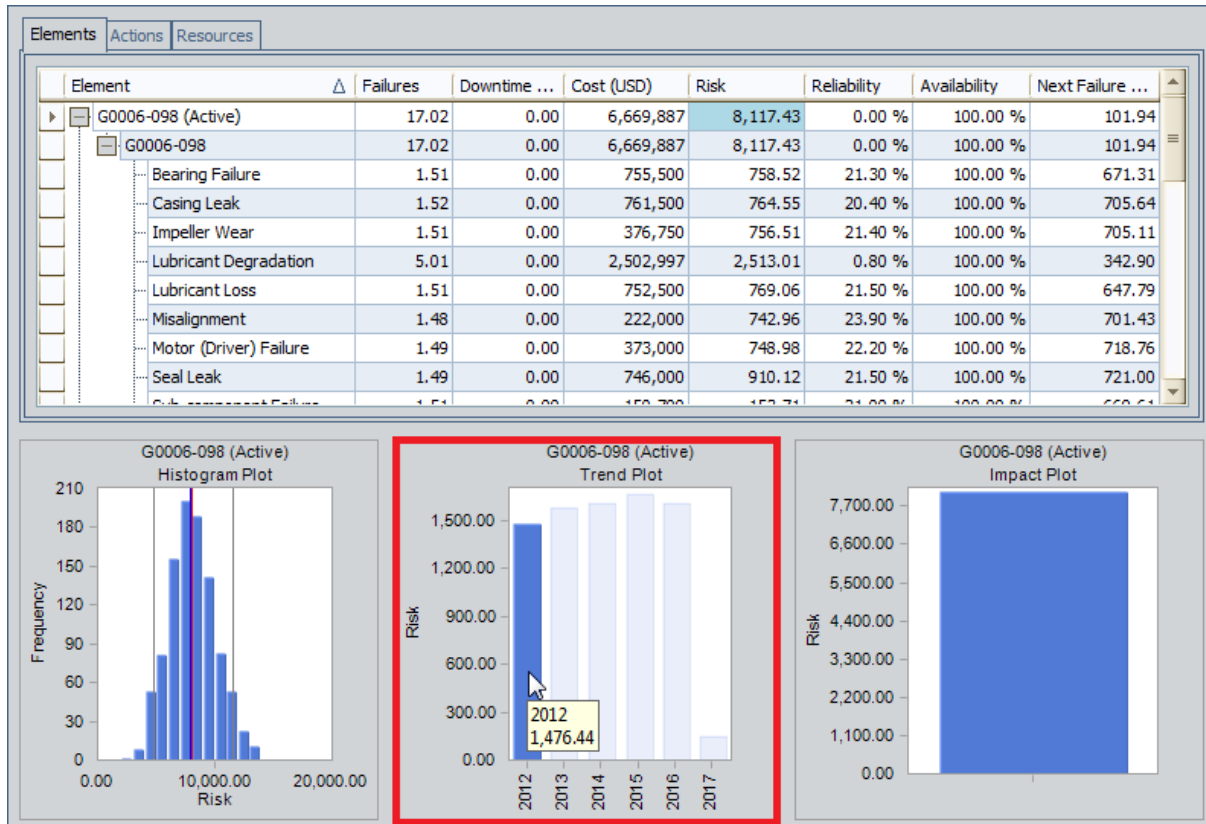 Elements Actions Resources
Element Failures Downtime ... Cost (USD) Risk Reliability Availability Next Failure ...
G0006-098 (Active) 17.02 0.00 6,669,887 8,117.43 0.00 % 100.00 % 101.94
G0006-098 17.02 0.00 6,669,887 8,117.43 0.00 % 100.00 % 101.94
Bearing Failure 1.51 0.00 755,500 758.52 21.30 % 100.00 % 671.31
Casing Leak 1.52 0.00 761,500 764.55 20.40 % 100.00 % 705.64
Impeller Wear 1.51 0.00 376,750 756.51 21.40 % 100.00 % 705.11
Lubricant Degradation 5.01 0.00 2,502,997 2,513.01 0.80 % 100.00 % 342.90
Lubricant Loss 1.51 0.00 752,500 769.06 21.50 % 100.00 % 647.79
Misalignment 1.48 0.00 222,000 742.96 23.90 % 100.00 % 701.43
Motor (Driver) Failure 1.49 0.00 373,000 748.98 22.20 % 100.00 % 718.76
Seal Leak 1.49 0.00 746,000 910.12 21.50 % 100.00 % 721.00
G0006-098 (Active)
Histogram Plot
210
180
150
120
90
60
30
0
Frequency
0.00 10,000.00 20,000.00
Risk
G0006-098 (Active)
Trend Plot
1,500.00
1,200.00
900.00
600.00
300.00
0.00
Risk
2012
1,476.44
2012 2013 2014 2015 2016 2017
G0006-098 (Active)
Impact Plot
7,700.00
6,600.00
5,500.00
4,400.00
3,300.00
2,200.00
1,100.00
0.00
Risk